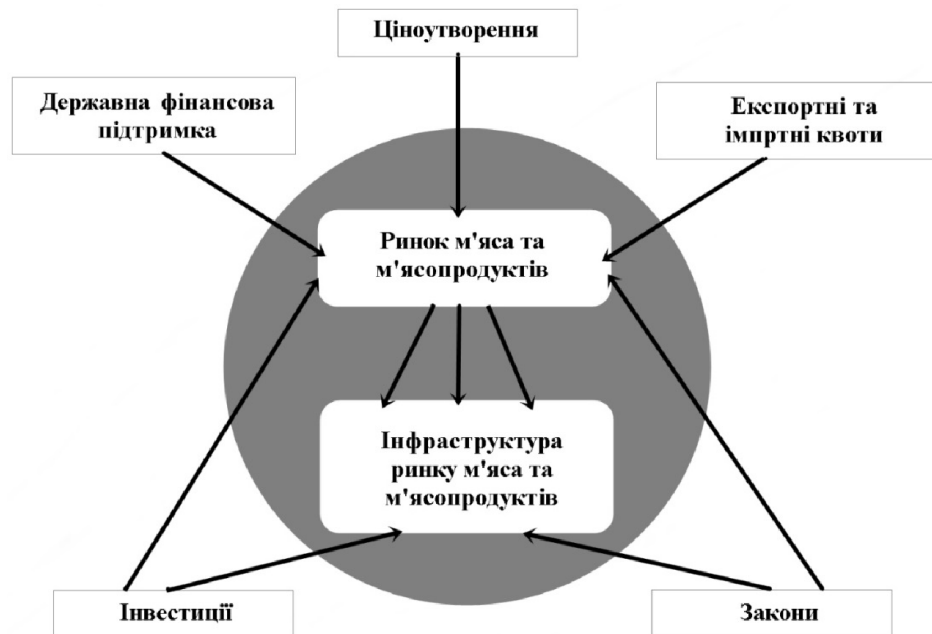 Ціноутворення
Державна фінансова
підтримка
Експортні та
імпртні квоти
Ринок м'яса та
м'ясопродуктів
Інфраструктура
ринку м'яса та
м'ясопродуктів
Інвестиції
Закони